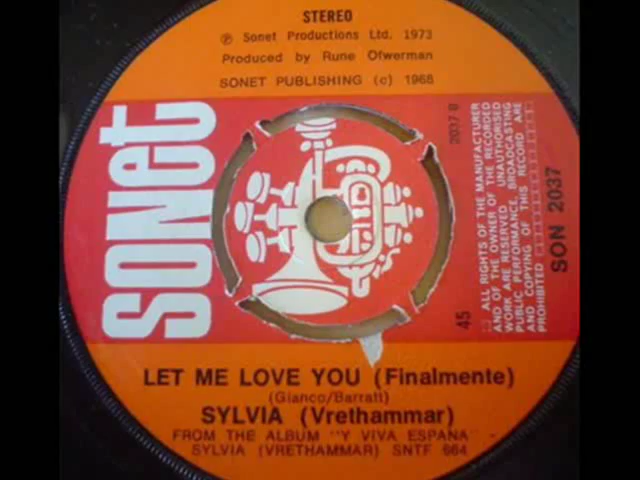 STEREO
℗ Sonet Productions Ltd. 1973
Produced by Rune Ofwerman
SONET PUBLISHING (c) 1968
sonet
2037 B
ALL RIGHTS OF THE MANUFACTURER
AND OF THE OWNER OF THE RECORDED
WORK ARE RESERVED. UNAUTHORISED
PUBLIC PERFORMANCE, BROADCASTING
AND COPYING OF THIS RECORD ARE
PROHIBITED
SON 2037
45
LET ME LOVE YOU (Finalmente)
(Gianco/Barratt)
SYLVIA (Vrethammar)
FROM THE ALBUM "Y VIVA ESPANA" -
SYLVIA (VRETHAMMAR) SNTF 664